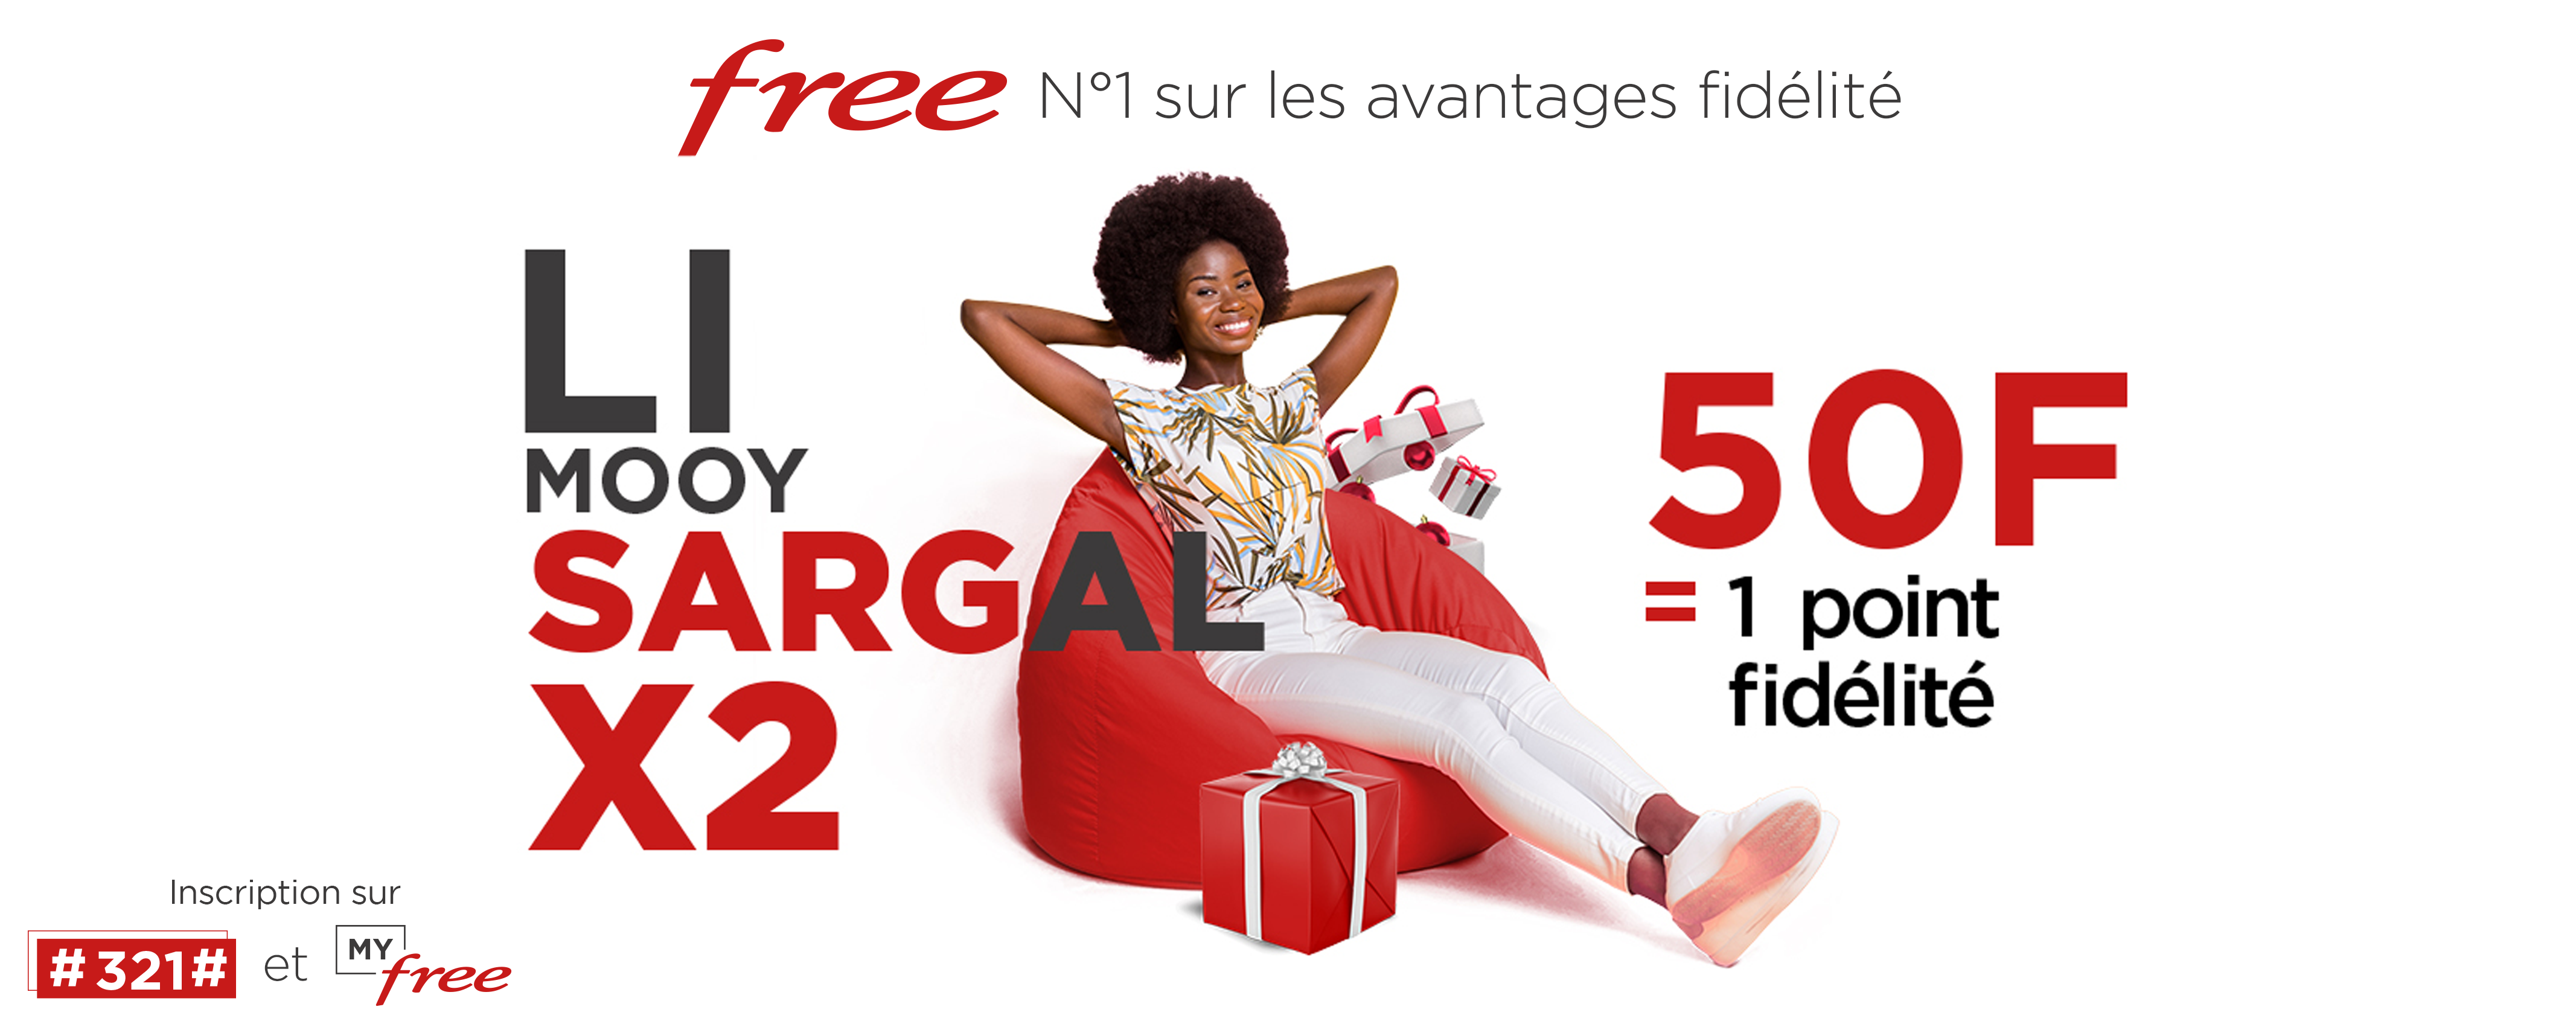 free N°1 sur les avantages fidélité
LI
MOOY
SARGAL
X2
50F
= 1 point
fidélité
Inscription sur
#321# et MY free